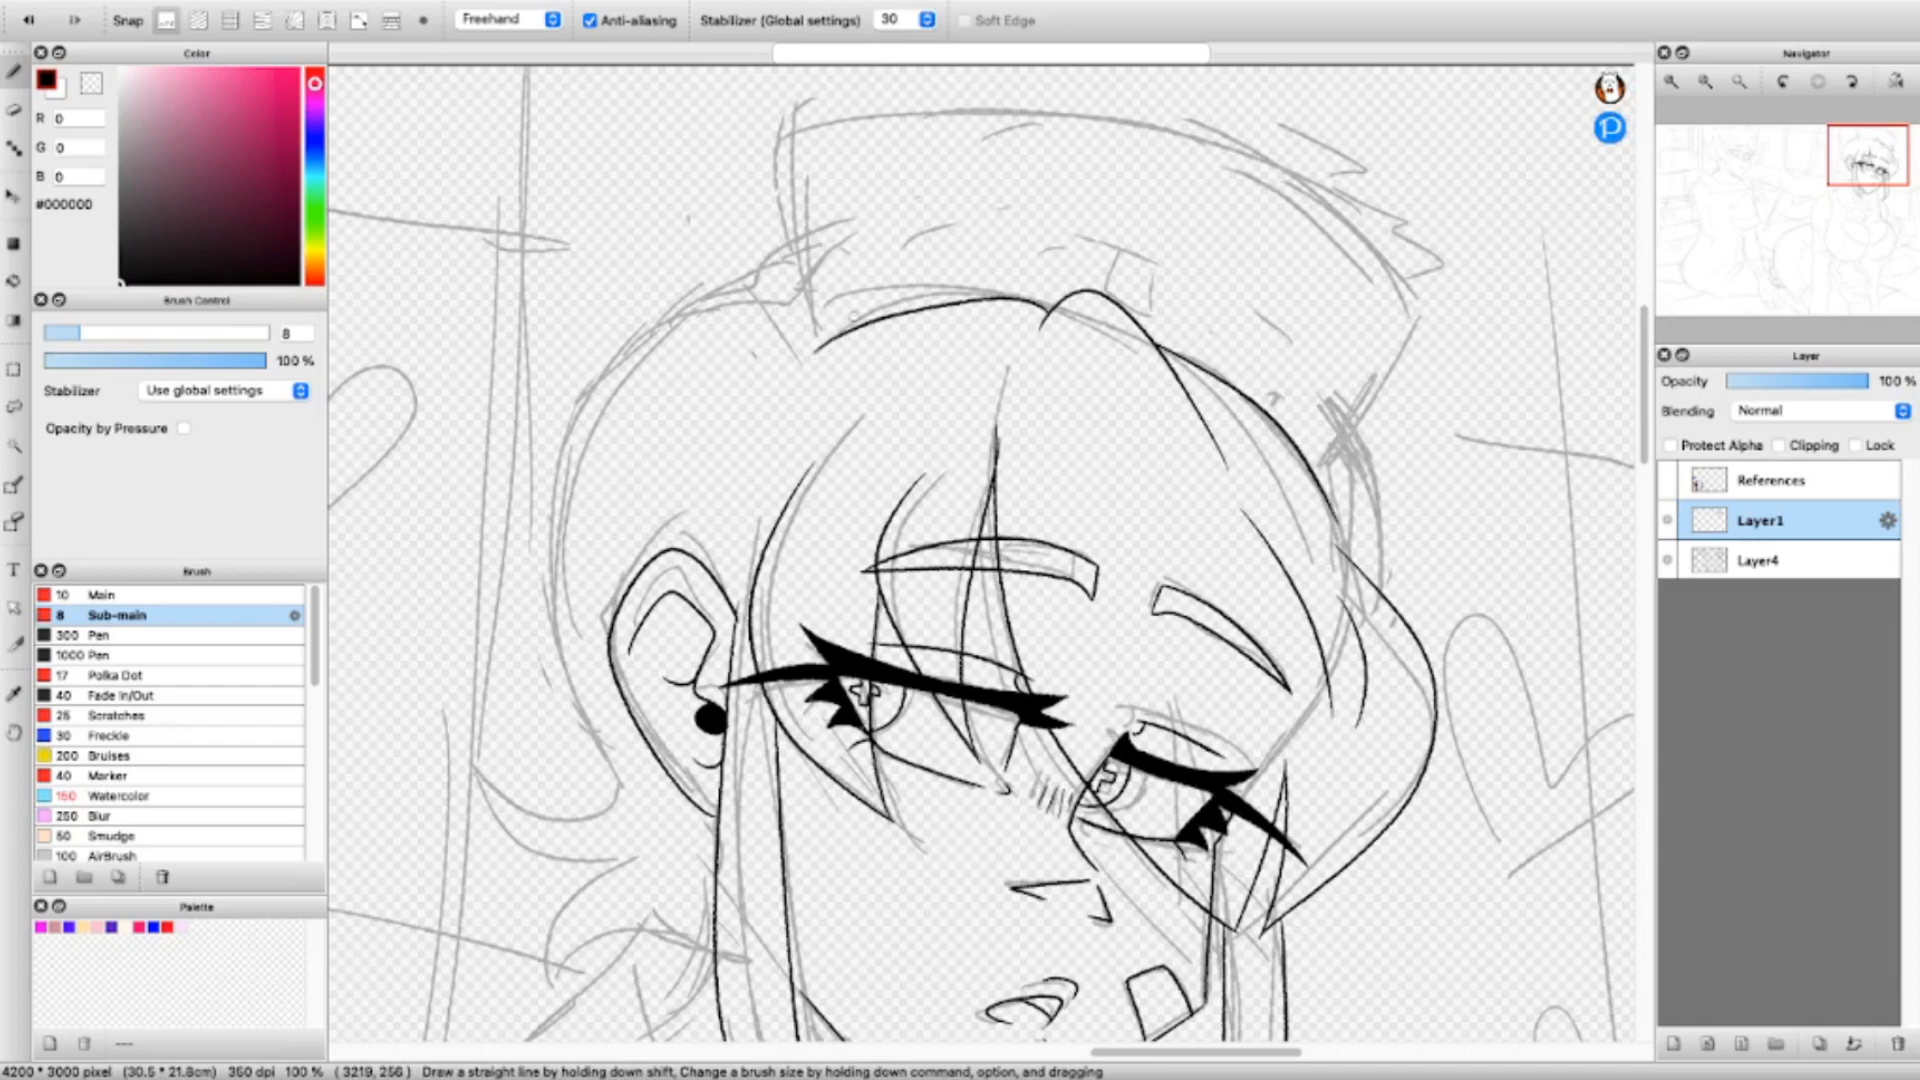 Snap
Freehand
Anti-aliasing
Stabilizer (Global settings)
30
Soft Edge
Color
R 0
G 0
B 0
#000000
Brush Control
8
100 %
Stabilizer
Use global settings
Opacity by Pressure
Brush
10 Main
8 Sub-main
300 Pen
1000 Pen
17 Polka Dot
40 Fade In/Out
25 Scratches
30 Freckle
200 Bruises
40 Marker
150 Watercolor
250 Blur
50 Smudge
100 AirBrush
Palette
Navigator
Layer
Opacity
100 %
Blending
Normal
Protect Alpha
Clipping
Lock
References
Layer1
Layer4
T
4200 * 3000 pixel (30.5 * 21.8cm) 350 dpi 100 % ( 3219, 256 ) Draw a straight line by holding down shift, Change a brush size by holding down command, option, and dragging